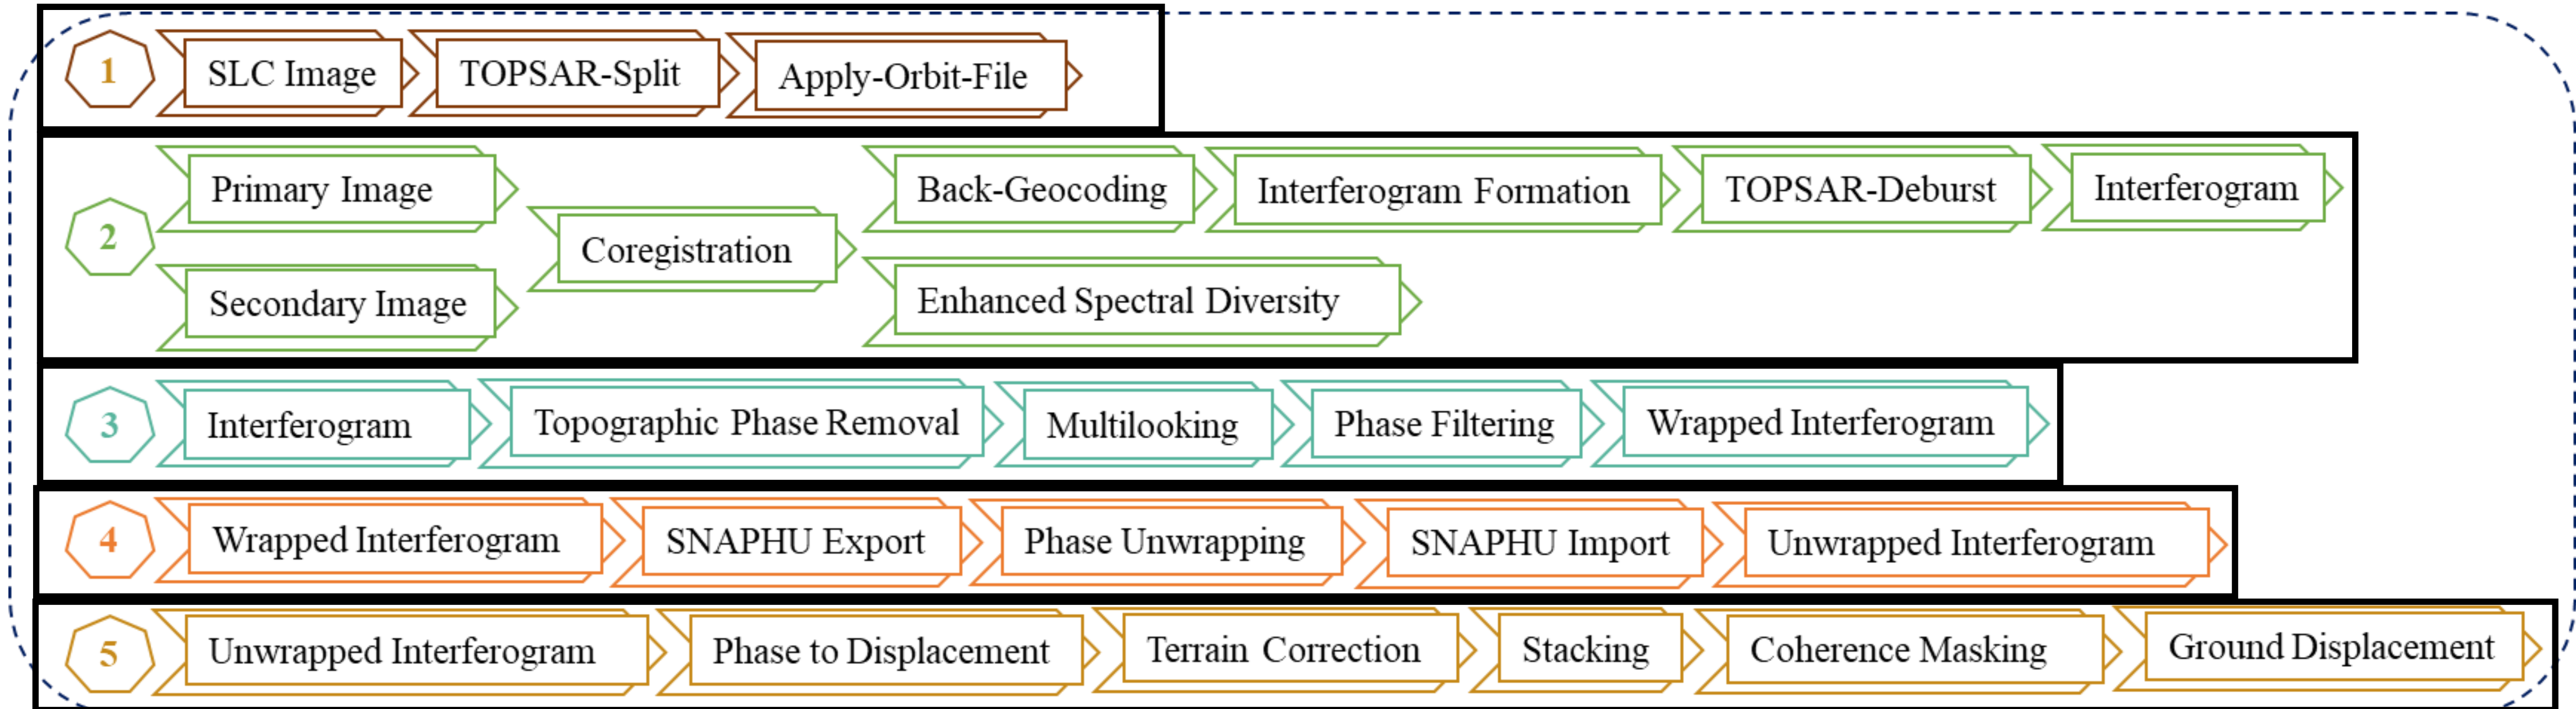 1 SLC Image TOPSAR-Split Apply-Orbit-File
Primary Image Back-Geocoding Interferogram Formation TOPSAR-Deburst Interferogram
2 Coregistration
Secondary Image Enhanced Spectral Diversity
3 Interferogram Topographic Phase Removal Multilooking Phase Filtering Wrapped Interferogram
4 Wrapped Interferogram SNAPHU Export Phase Unwrapping SNAPHU Import Unwrapped Interferogram
5 Unwrapped Interferogram Phase to Displacement Terrain Correction Stacking Coherence Masking Ground Displacement